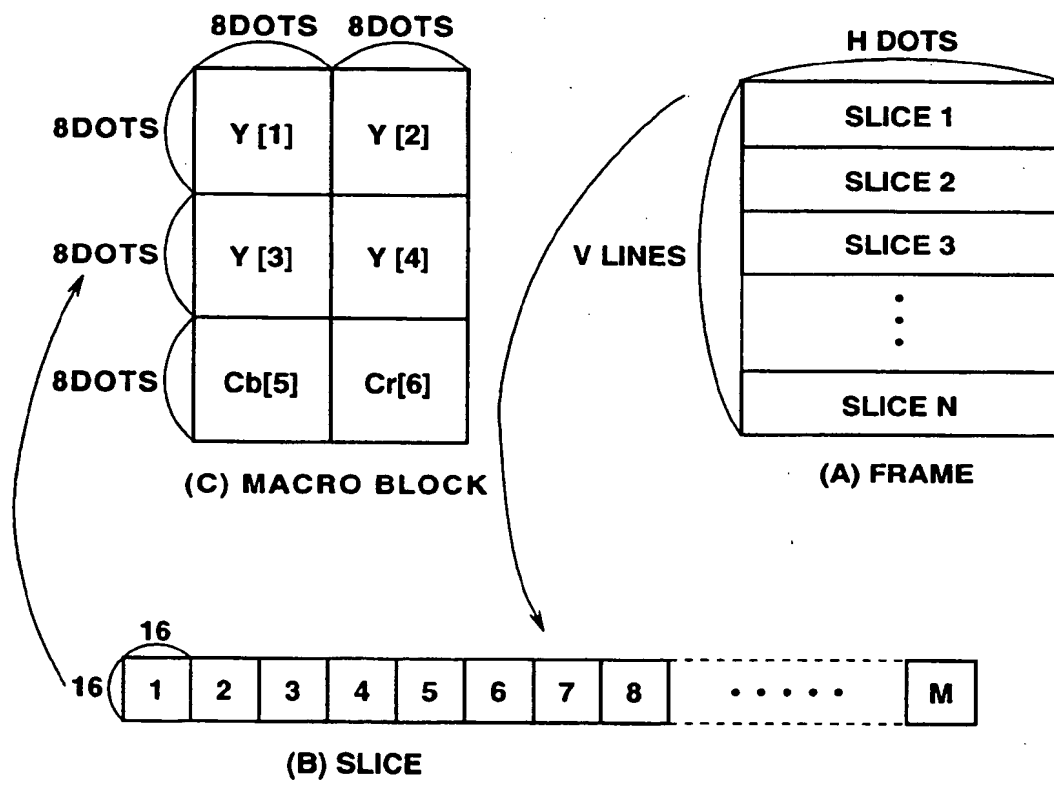 8DOTS 8DOTS
8DOTS
Y [1] Y [2]
8DOTS
Y [3] Y [4]
8DOTS
Cb[5] Cr[6]
(C) MACRO BLOCK
H DOTS
V LINES
SLICE 1
SLICE 2
SLICE 3
SLICE N
(A) FRAME
16
16
1 2 3 4 5 6 7 8 ..... M
(B) SLICE